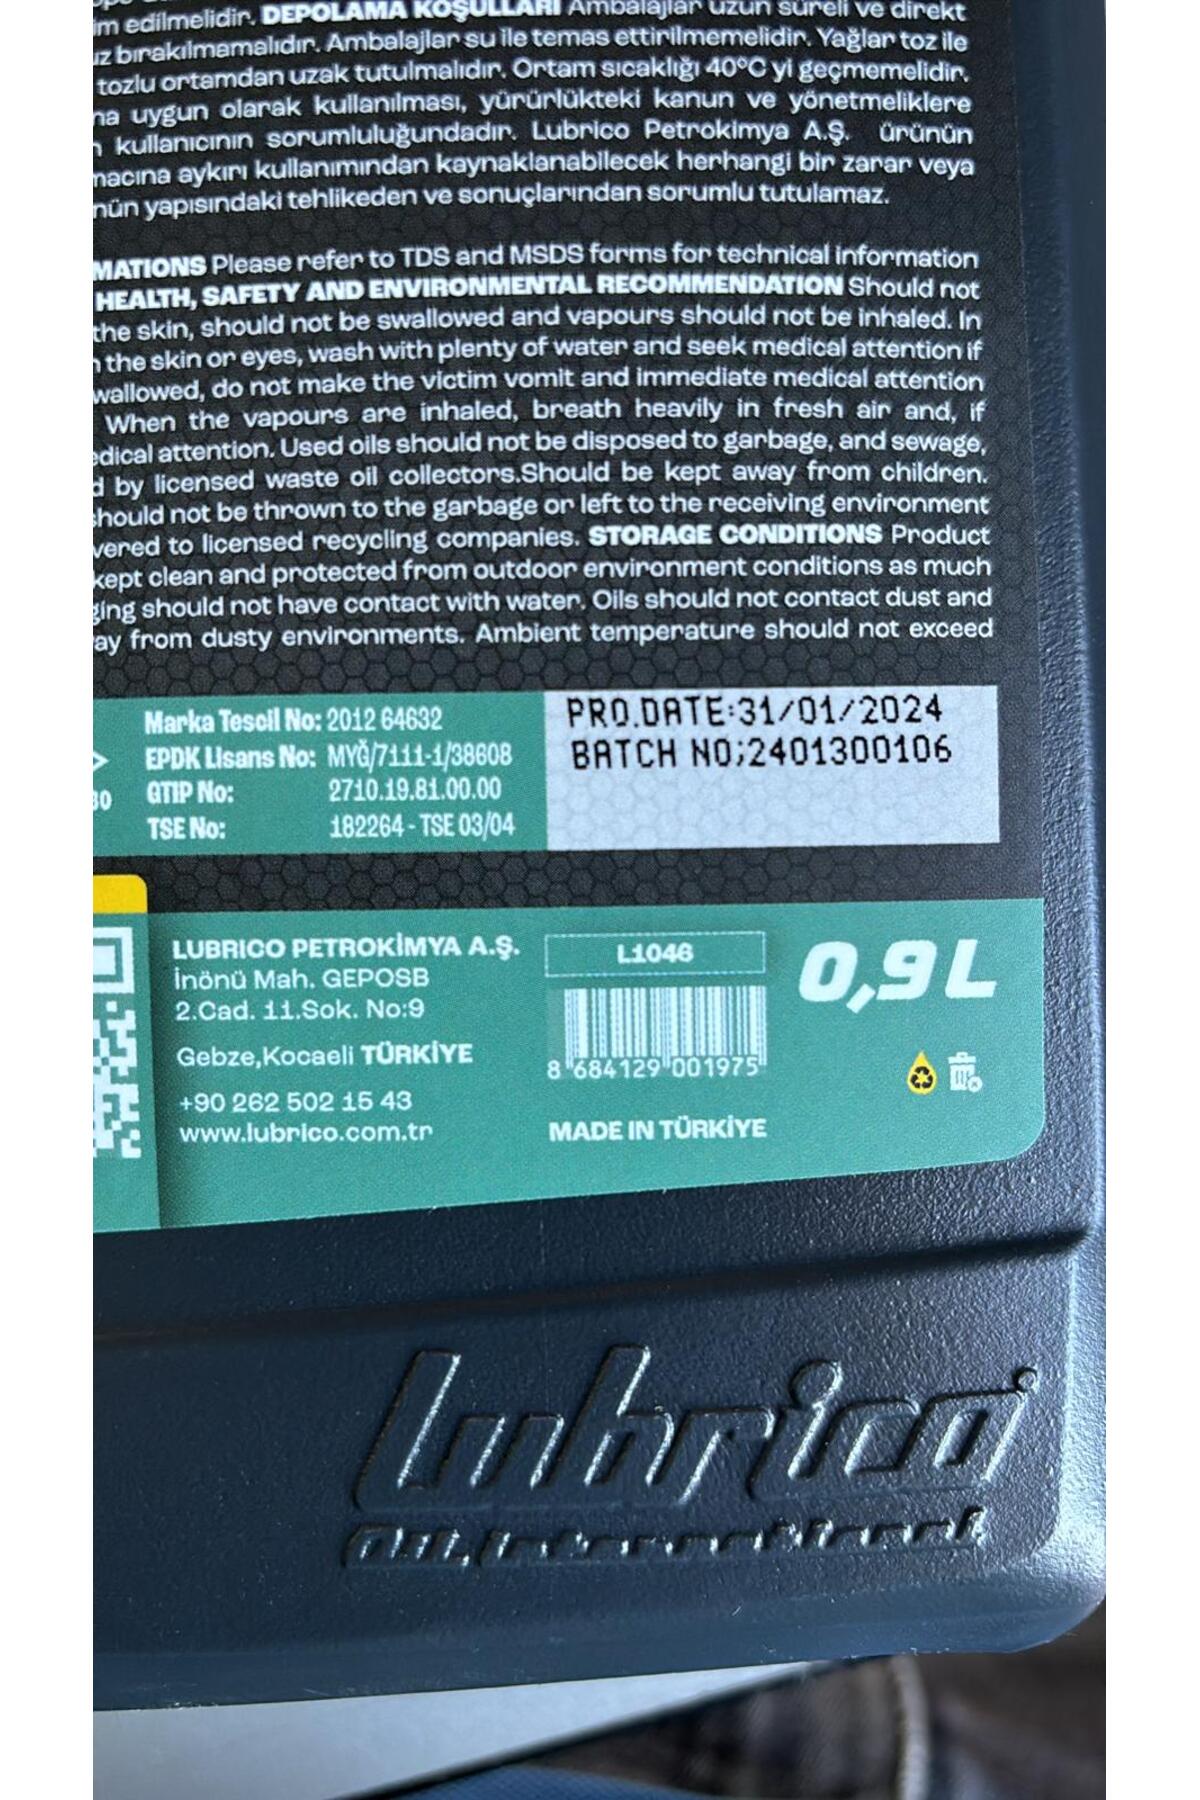 im edilmelidir. DEPOLAMA KOŞULLARI Ambalajlar uzun süreli ve direkt
bırakılmamalıdır. Ambalajlar su ile temas ettirilmemelidir. Yağlar toz ile
tozlu ortamdan uzak tutulmalıdır. Ortam sıcaklığı 40°C yi geçmemelidir.
na uygun olarak kullanılması, yürürlükteki kanun ve yönetmeliklere
kullanıcının sorumluluğundadır. Lubrico Petrokimya A.Ş. ürünün
macına aykırı kullanımından kaynaklanabilecek herhangi bir zarar veya
nün yapısındaki tehlikeden ve sonuçlarından sorumlu tutulamaz.
MATIONS Please refer to TDS and MSDS forms for technical information
HEALTH, SAFETY AND ENVIRONMENTAL RECOMMENDATION Should not
the skin, should not be swallowed and vapours should not be inhaled. In
the skin or eyes, wash with plenty of water and seek medical attention if
wallowed, do not make the victim vomit and immediate medical attention
When the vapours are inhaled, breath heavily in fresh air and, if
edical attention. Used oils should not be disposed to garbage, and sewage,
d by licensed waste oil collectors.Should be kept away from children.
should not be thrown to the garbage or left to the receiving environment
vered to licensed recycling companies. STORAGE CONDITIONS Product
kept clean and protected from outdoor environment conditions as much
ging should not have contact with water. Oils should not contact dust and
ay from dusty environments. Ambient temperature should not exceed
Marka Tescil No: 2012 64632
EPDK Lisans No: MYĞ/7111-1/38608
GTIP No: 2710.19.81.00.00
TSE No: 182264 - TSE 03/04
PRO.DATE:31/01/2024
BATCH NO;2401300106
LUBRICO PETROKİMYA A.Ş.
İnönü Mah. GEPOSB
2.Cad. 11.Sok. No:9
Gebze,Kocaeli TÜRKİYE
+90 262 502 15 43
www.lubrico.com.tr
L1046
8 684129 001975
MADE IN TÜRKİYE
0,9 L
Lubrico
Oil International